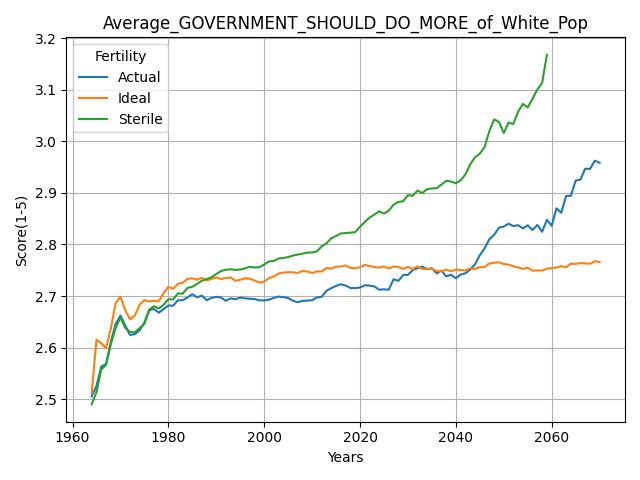 Average_GOVERNMENT_SHOULD_DO_MORE_of_White_Pop
3.2
3.1
3.0
2.9
2.8
2.7
2.6
2.5
Score(1-5)
Fertility
Actual
Ideal
Sterile
1960 1980 2000 2020 2040 2060
Years